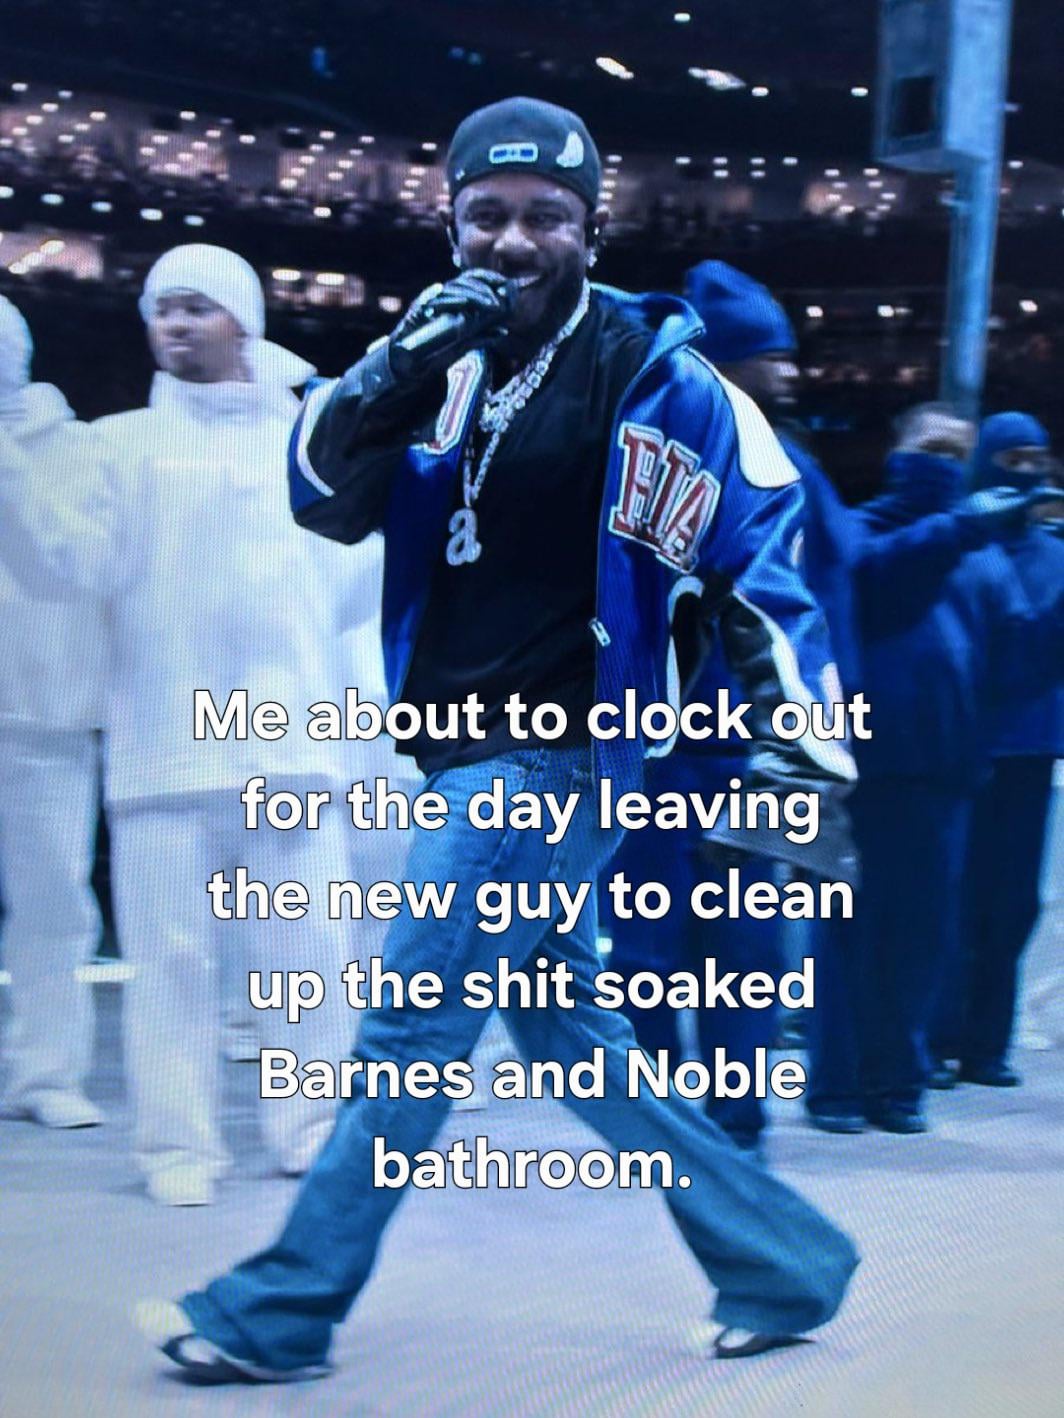 a
Me about to clock out
for the day leaving
the new guy to clean
up the shit soaked
Barnes and Noble
bathroom.